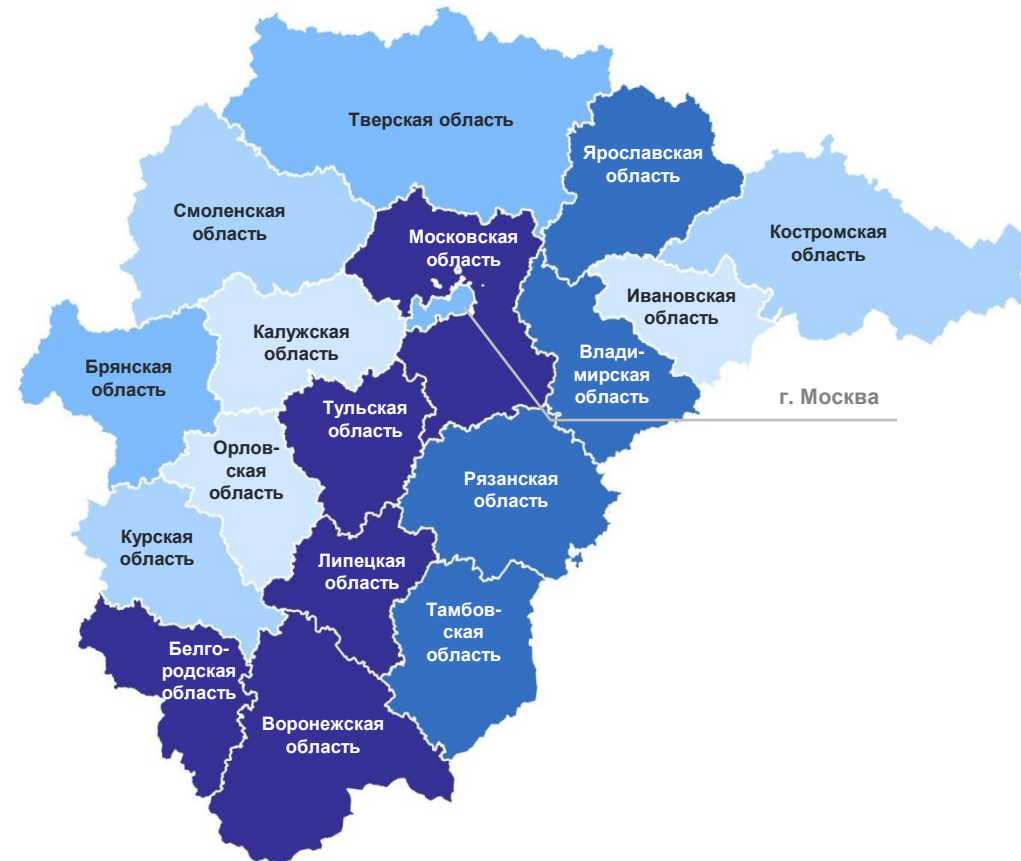 Тверская область
Ярославская
область
Смоленская
область
Московская
область
Костромская
область
Ивановская
область
Калужская
область
Брянская
область
Влади-
мирская
область
г. Москва
Тульская
область
Орлов-
ская
область
Рязанская
область
Курская
область
Липецкая
область
Тамбов-
ская
область
Белго-
родская
область
Воронежская
область